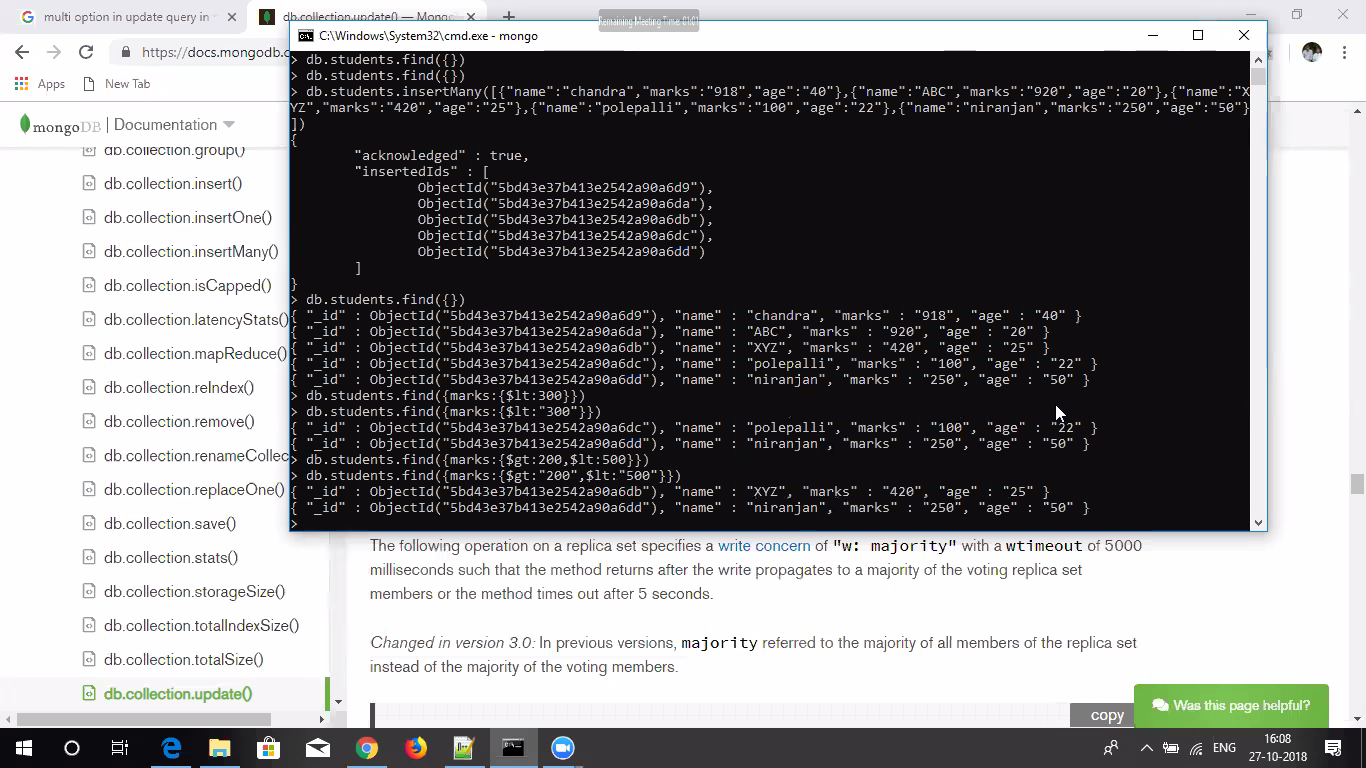 multi option in update query in
db.collection.update() — Mongo
Remaining Meeting Time: 01:01
https://docs.mongodb.c
Apps
New Tab
C:\Windows\System32\cmd.exe - mongo
> db.students.find({})
> db.students.find({})
> db.students.insertMany([{"name":"chandra","marks":"918","age":"40"},{"name":"ABC","marks":"920","age":"20"},{"name":"X
YZ","marks":"420","age":"25"},{"name":"polepalli","marks":"100","age":"22"},{"name":"niranjan","marks":"250","age":"50"}
])
{
"acknowledged" : true,
"insertedIds" : [
ObjectId("5bd43e37b413e2542a90a6d9"),
ObjectId("5bd43e37b413e2542a90a6da"),
ObjectId("5bd43e37b413e2542a90a6db"),
ObjectId("5bd43e37b413e2542a90a6dc"),
ObjectId("5bd43e37b413e2542a90a6dd")
]
}
> db.students.find({})
{ "_id" : ObjectId("5bd43e37b413e2542a90a6d9"), "name" : "chandra", "marks" : "918", "age" : "40" }
{ "_id" : ObjectId("5bd43e37b413e2542a90a6da"), "name" : "ABC", "marks" : "920", "age" : "20" }
{ "_id" : ObjectId("5bd43e37b413e2542a90a6db"), "name" : "XYZ", "marks" : "420", "age" : "25" }
{ "_id" : ObjectId("5bd43e37b413e2542a90a6dc"), "name" : "polepalli", "marks" : "100", "age" : "22" }
{ "_id" : ObjectId("5bd43e37b413e2542a90a6dd"), "name" : "niranjan", "marks" : "250", "age" : "50" }
> db.students.find({marks:{$lt:300}})
> db.students.find({marks:{$lt:"300"}})
{ "_id" : ObjectId("5bd43e37b413e2542a90a6dc"), "name" : "polepalli", "marks" : "100", "age" : "22" }
{ "_id" : ObjectId("5bd43e37b413e2542a90a6dd"), "name" : "niranjan", "marks" : "250", "age" : "50" }
> db.students.find({marks:{$gt:200,$lt:500}})
> db.students.find({marks:{$gt:"200",$lt:"500"}})
{ "_id" : ObjectId("5bd43e37b413e2542a90a6db"), "name" : "XYZ", "marks" : "420", "age" : "25" }
{ "_id" : ObjectId("5bd43e37b413e2542a90a6dd"), "name" : "niranjan", "marks" : "250", "age" : "50" }
>
mongoDB | Documentation
db.collection.group()
db.collection.insert()
db.collection.insertOne()
db.collection.insertMany()
db.collection.isCapped()
db.collection.latencyStats()
db.collection.mapReduce()
db.collection.reIndex()
db.collection.remove()
db.collection.renameCollec
db.collection.replaceOne()
db.collection.save()
db.collection.stats()
db.collection.storageSize()
db.collection.totalIndexSize()
db.collection.totalSize()
db.collection.update()
The following operation on a replica set specifies a write concern of "w: majority" with a wtimeout of 5000
milliseconds such that the method returns after the write propagates to a majority of the voting replica set
members or the method times out after 5 seconds.
Changed in version 3.0: In previous versions, majority referred to the majority of all members of the replica set
instead of the majority of the voting members.
copy
Was this page helpful?
ENG
16:08
27-10-2018